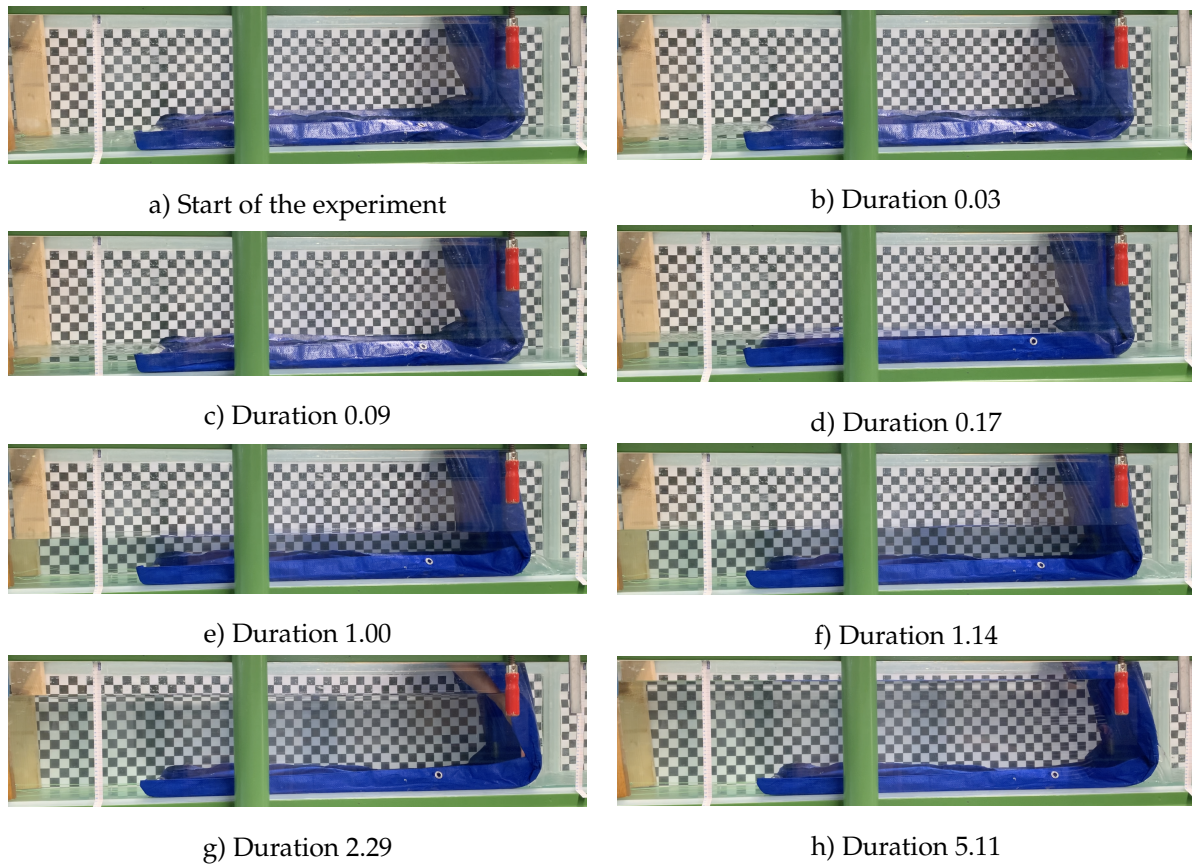 a) Start of the experiment
b) Duration 0.03
c) Duration 0.09
d) Duration 0.17
e) Duration 1.00
f) Duration 1.14
g) Duration 2.29
h) Duration 5.11